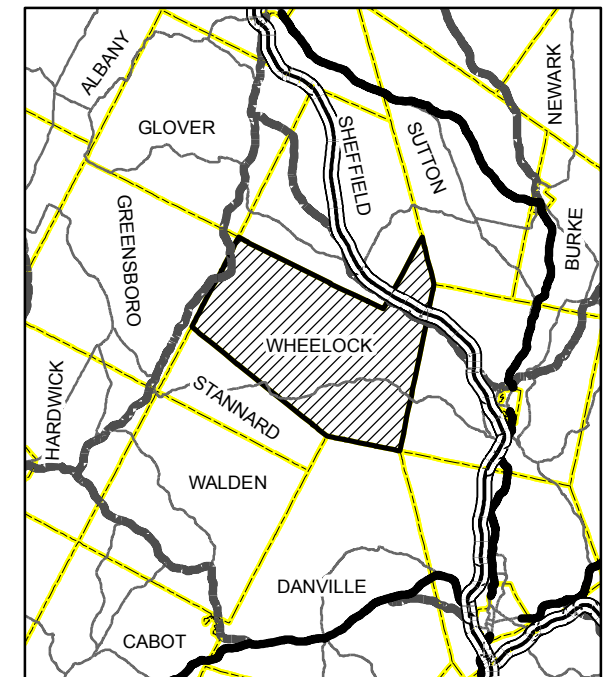 ALBANY
NEWARK
GLOVER
SHEFFIELD
SUTTON
GREENSBORO
BURKE
WHEELOCK
HARDWICK
STANNARD
WALDEN
DANVILLE
CABOT